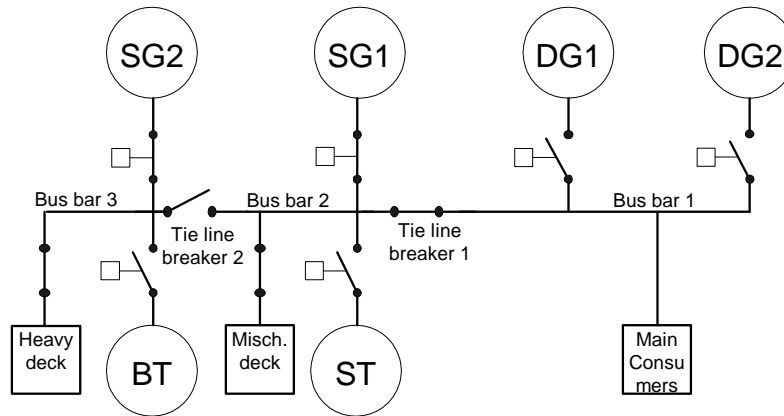 SG2
SG1
DG1
DG2
Bus bar 3
Bus bar 2
Bus bar 1
Tie line
breaker 2
Tie line
breaker 1
Heavy
deck
BT
Misch.
deck
ST
Main
Consu
mers